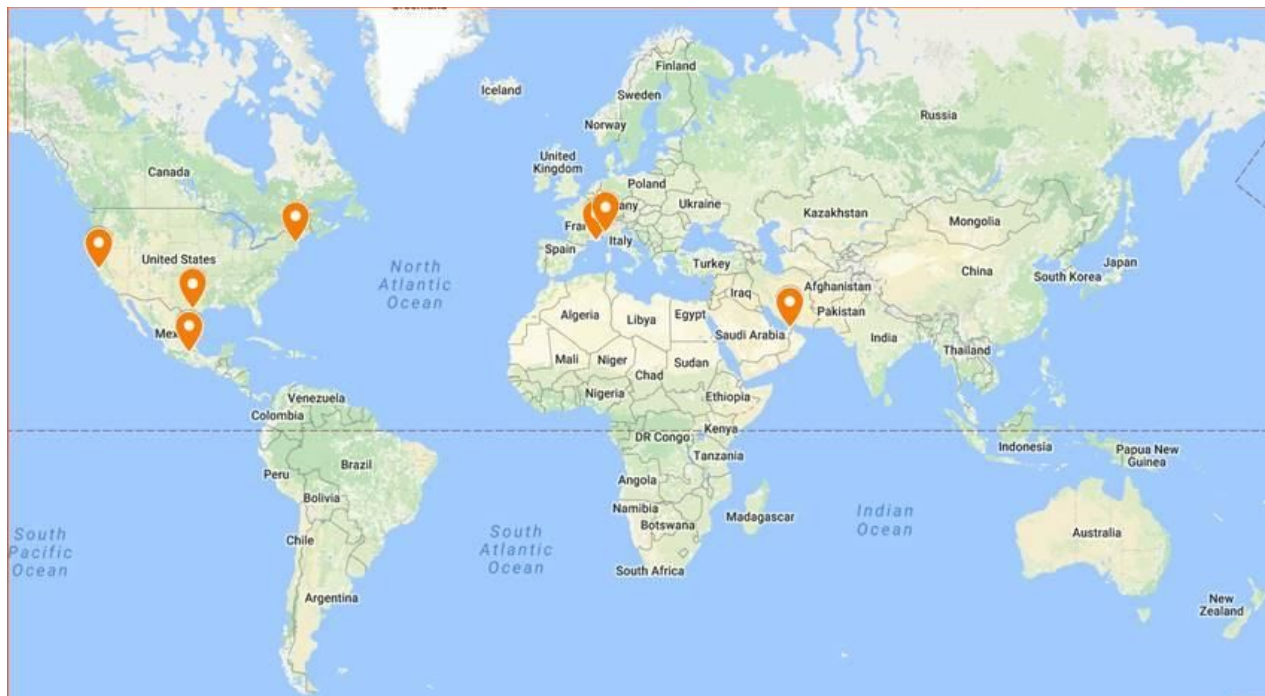 Greenland
Iceland
Finland
Sweden
Norway
Russia
United
Kingdom
Canada
Poland
Ukraine
Kazakhstan
Mongolia
Italy
United States
Spain
Turkey
China
Japan
South Korea
North
Atlantic
Ocean
Iraq
Afghanistan
Pakistan
Algeria
Libya
Egypt
Saudi Arabia
India
Mali
Niger
Chad
Sudan
Thailand
Nigeria
Ethiopia
Venezuela
Colombia
Kenya
DR Congo
Tanzania
Indonesia
Papua New
Guinea
Peru
Brazil
Angola
Bolivia
Namibia
Botswana
Madagascar
Indian
Ocean
Australia
South
Pacific
Ocean
Chile
South
Atlantic
Ocean
South Africa
Argentina
New
Zealand